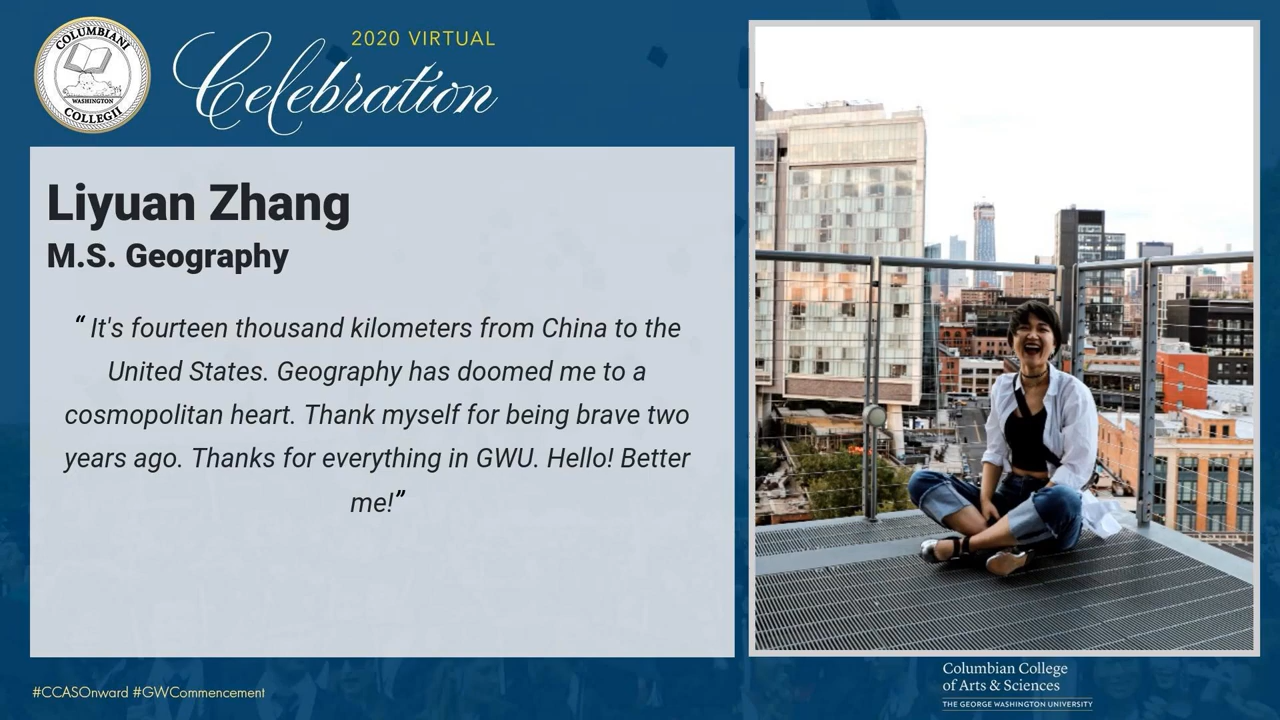 COLUMBIANI
WASHINGTON
COLLEGII
2020 VIRTUAL
Celebration
Liyuan Zhang
M.S. Geography
“ It's fourteen thousand kilometers from China to the
United States. Geography has doomed me to a
cosmopolitan heart. Thank myself for being brave two
years ago. Thanks for everything in GWU. Hello! Better
me!”
#CCASOnward #GWCommencement
Columbian College
of Arts & Sciences
THE GEORGE WASHINGTON UNIVERSITY